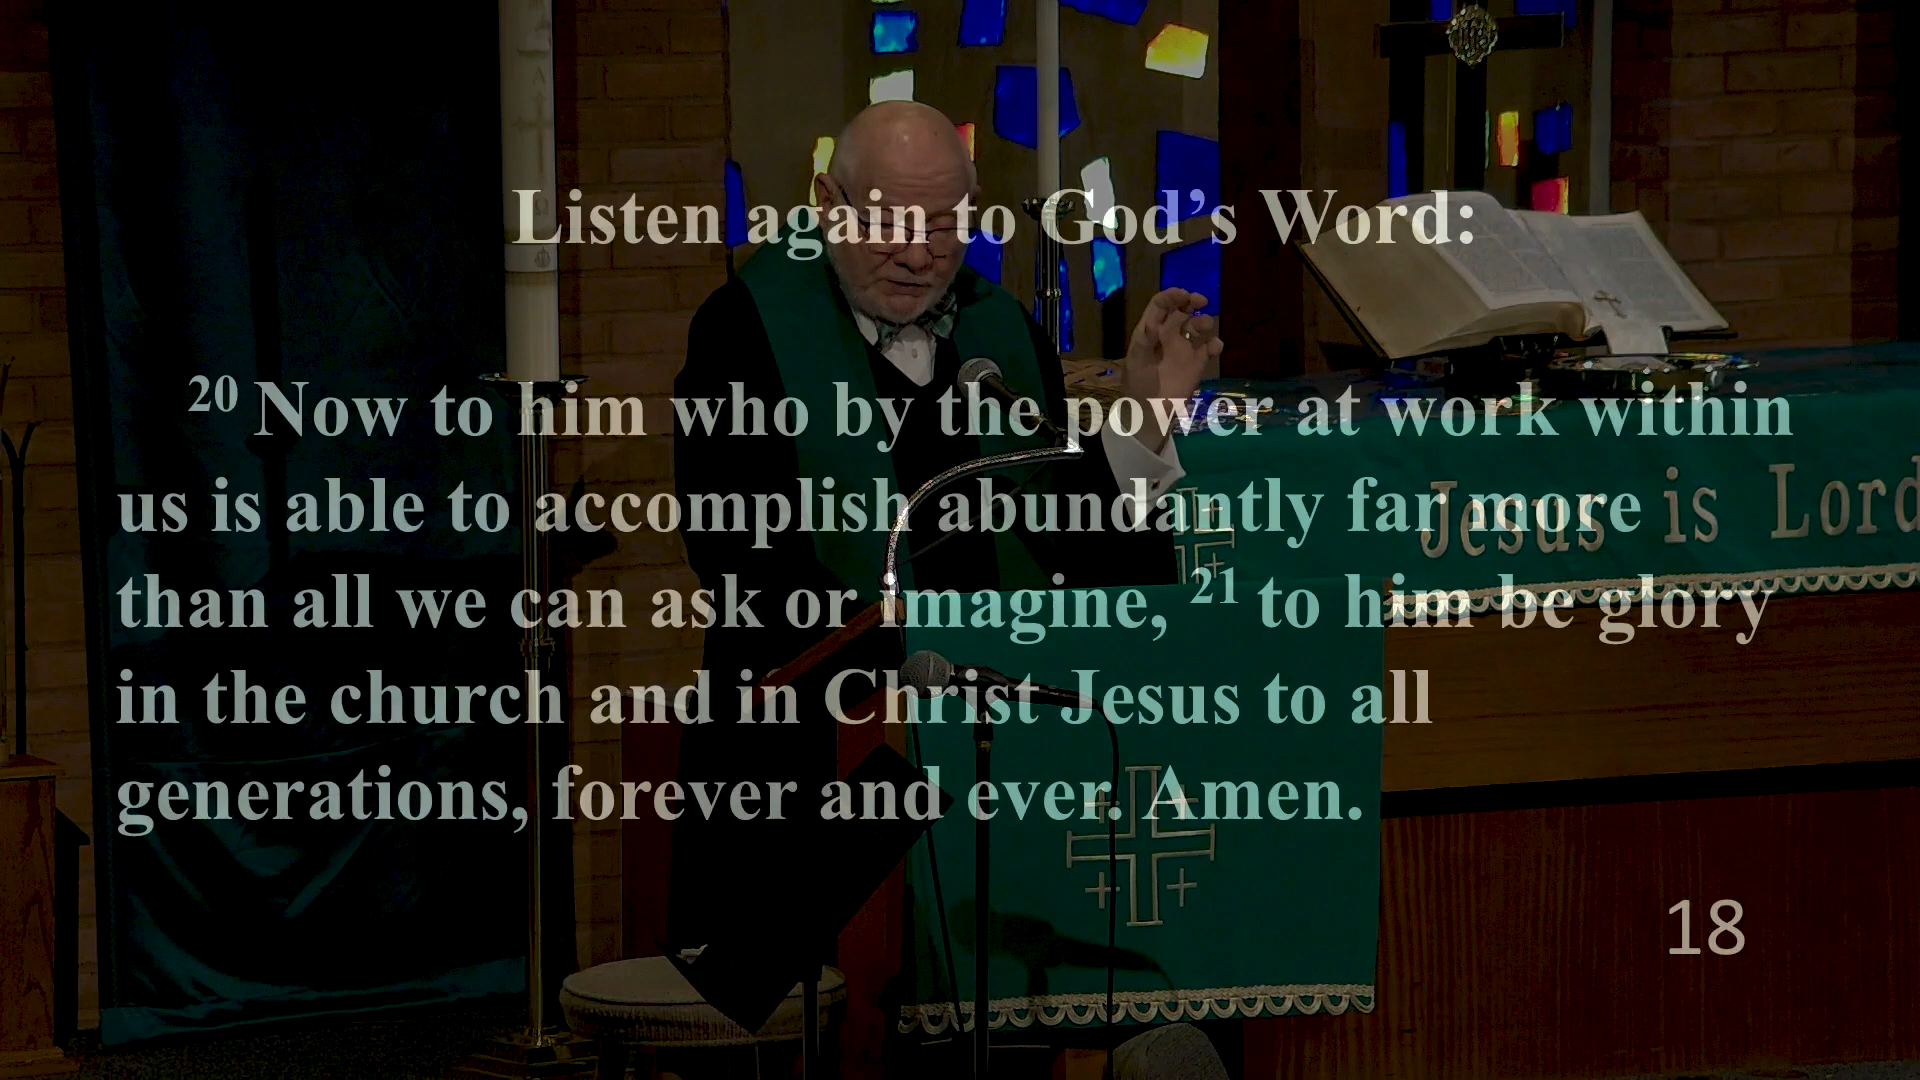 Listen again to God’s Word:
20 Now to him who by the power at work within
us is able to accomplish abundantly far more
than all we can ask or imagine, 21 to him be glory
in the church and in Christ Jesus to all
generations, forever and ever. Amen.
Jesus is Lord
18